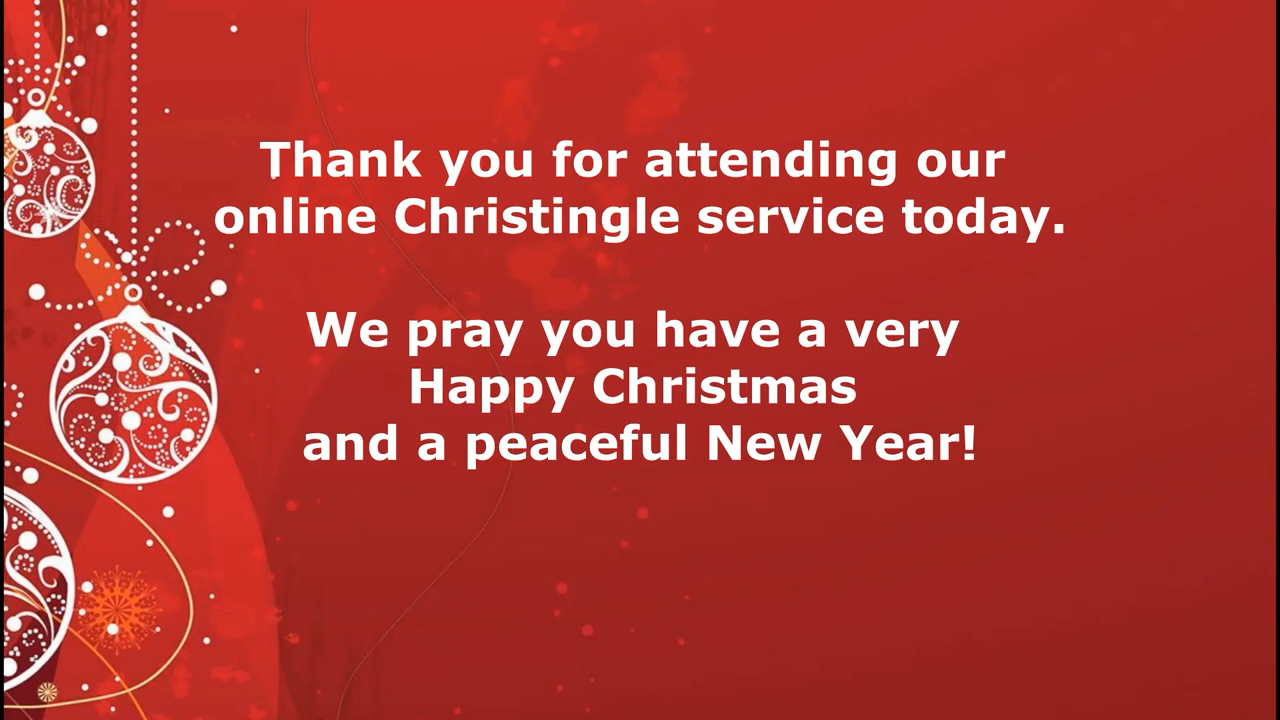 Thank you for attending our
online Christingle service today.
We pray you have a very
Happy Christmas
and a peaceful New Year!